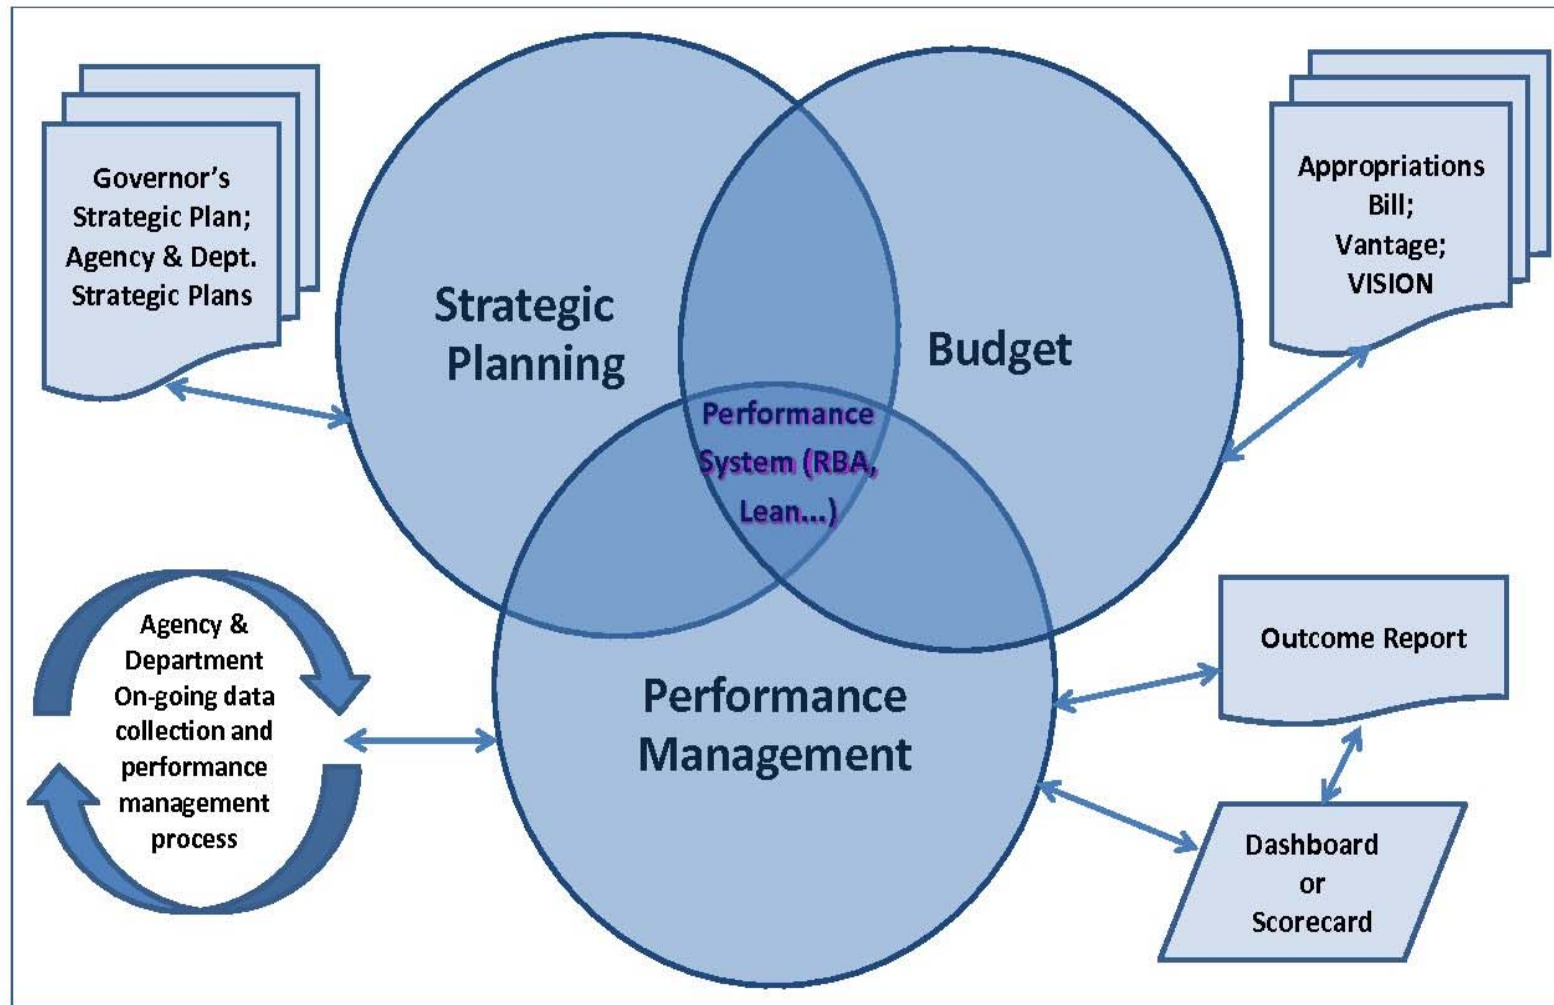 Governor's
Strategic Plan;
Agency & Dept.
Strategic Plans
Strategic
Planning
Budget
Appropriations
Bill;
Vantage;
VISION
Performance
System (RBA,
Lean...)
Agency &
Department
On-going data
collection and
performance
management
process
Performance
Management
Outcome Report
Dashboard
or
Scorecard